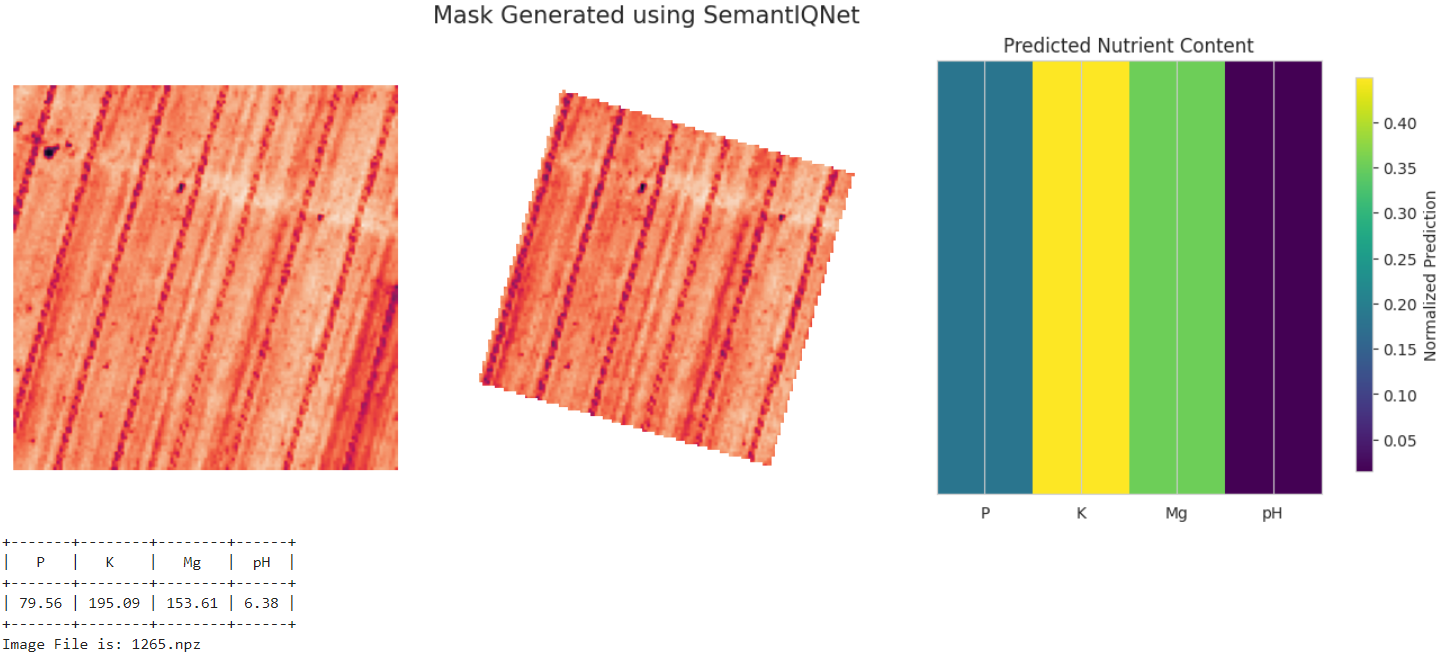 Mask Generated using SemantIQNet
Predicted Nutrient Content
0.40
0.35
0.30
0.25
0.20
0.15
0.10
0.05
Normalized Prediction
P K Mg pH
+-------+--------+--------+------+
| P | K | Mg | pH |
+-------+--------+--------+------+
| 79.56 | 195.09 | 153.61 | 6.38 |
+-------+--------+--------+------+
Image File is: 1265.npz